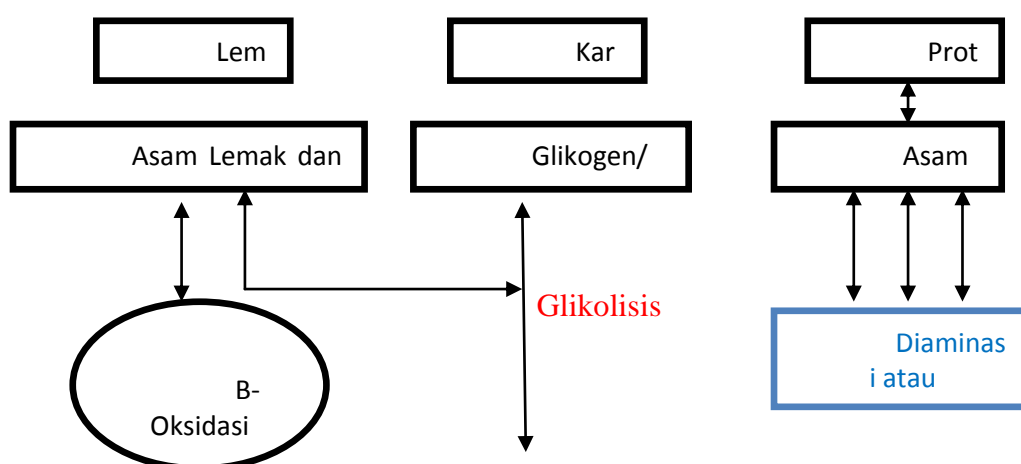 Lem
Kar
Prot
Asam Lemak dan
Glikogen/
Asam
Glikolisis
Diaminas
i atau
B-
Oksidasi